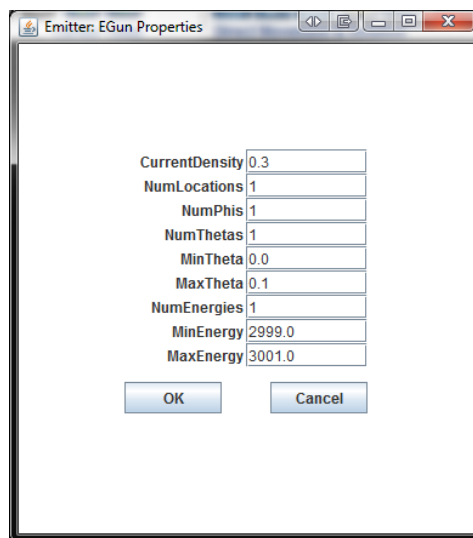 Emitter: EGun Properties
CurrentDensity 0.3
NumLocations 1
NumPhis 1
NumThetas 1
MinTheta 0.0
MaxTheta 0.1
NumEnergies 1
MinEnergy 2999.0
MaxEnergy 3001.0
OK Cancel